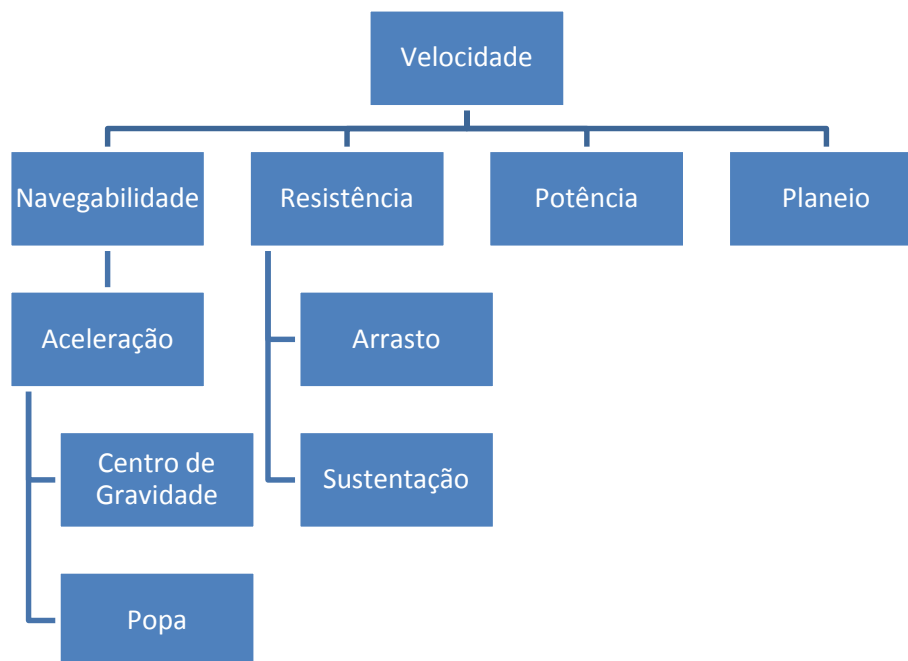 Velocidade
Navegabilidade
Resistência
Potência
Planeio
Aceleração
Arrasto
Centro de
Gravidade
Sustentação
Popa